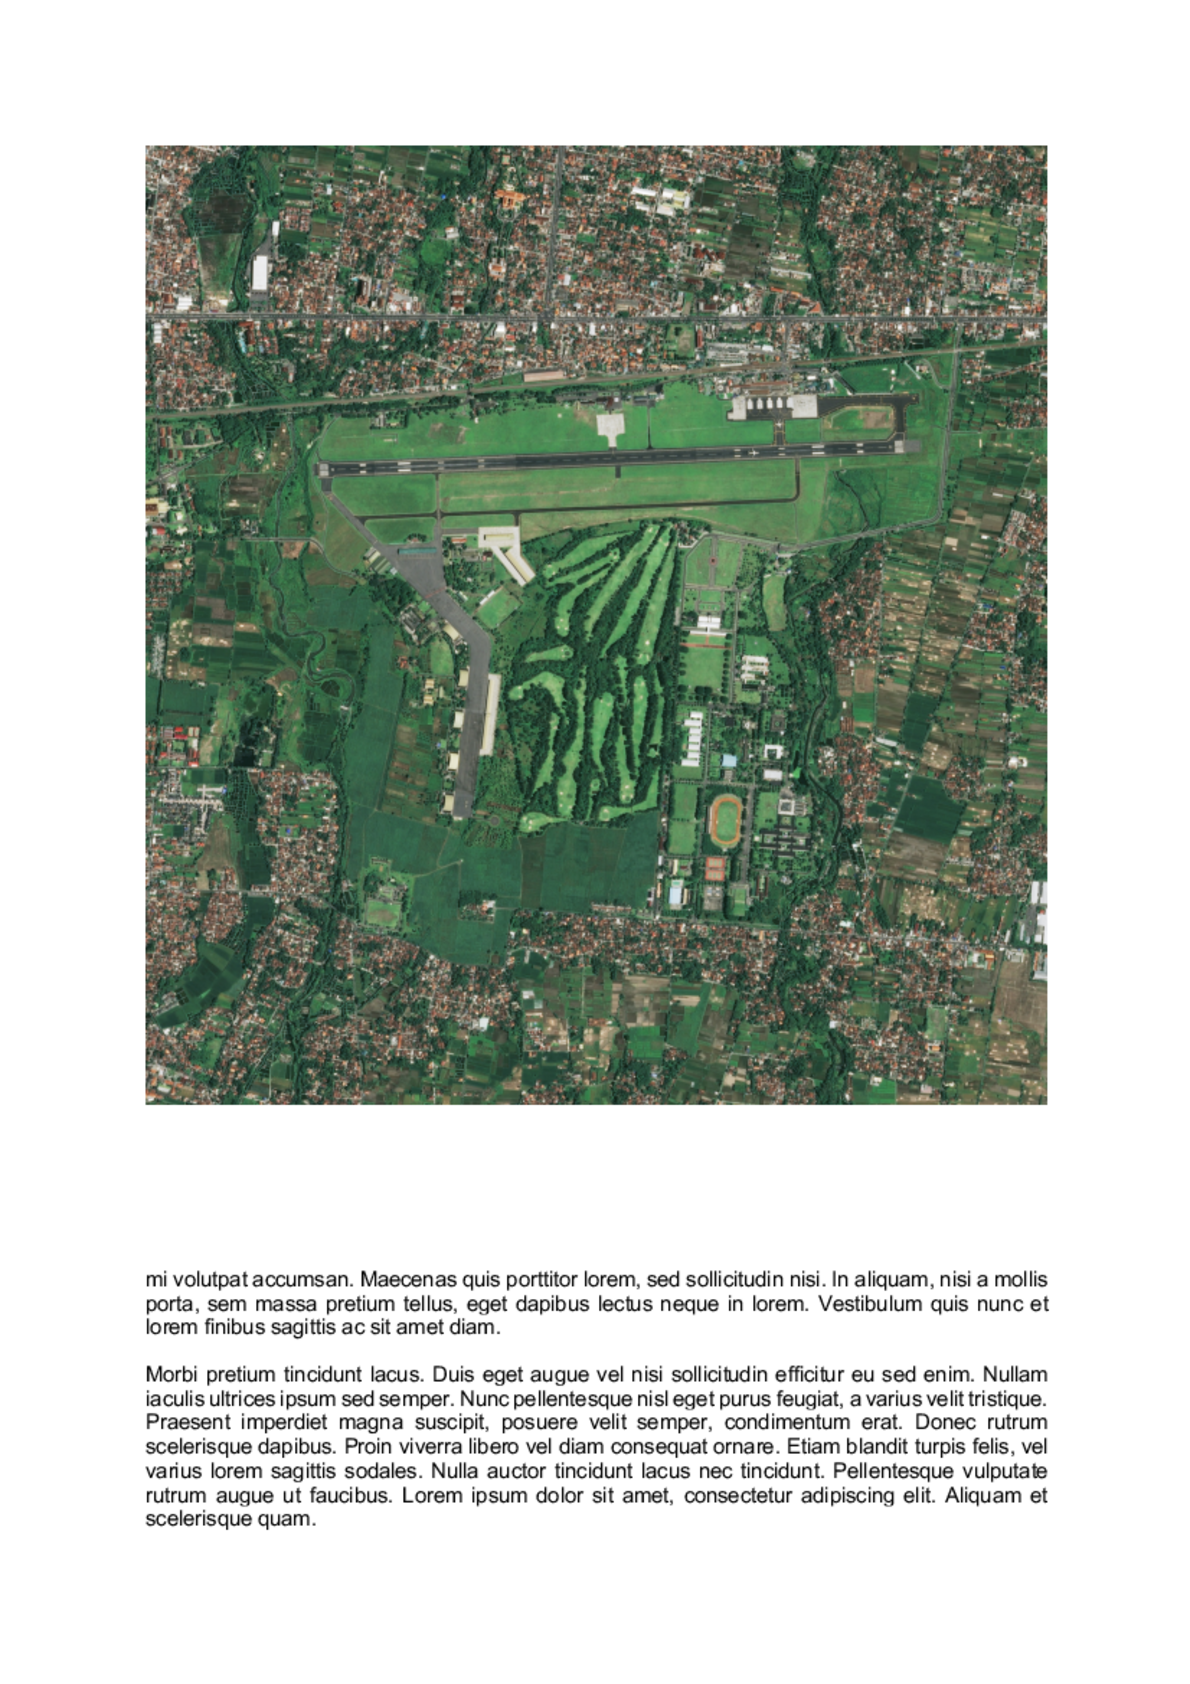 mi volutpat accumsan. Maecenas quis porttitor lorem, sed sollicitudin nisi. In aliquam, nisi a mollis
porta, sem massa pretium tellus, eget dapibus lectus neque in lorem. Vestibulum quis nunc et
lorem finibus sagittis ac sit amet diam.
Morbi pretium tincidunt lacus. Duis eget augue vel nisi sollicitudin efficitur eu sed enim. Nullam
iaculis ultrices ipsum sed semper. Nunc pellentesque nisl eget purus feugiat, a varius velit tristique.
Praesent imperdiet magna suscipit, posuere velit semper, condimentum erat. Donec rutrum
scelerisque dapibus. Proin viverra libero vel diam consequat ornare. Etiam blandit turpis felis, vel
varius lorem sagittis sodales. Nulla auctor tincidunt lacus nec tincidunt. Pellentesque vulputate
rutrum augue ut faucibus. Lorem ipsum dolor sit amet, consectetur adipiscing elit. Aliquam et
scelerisque quam.